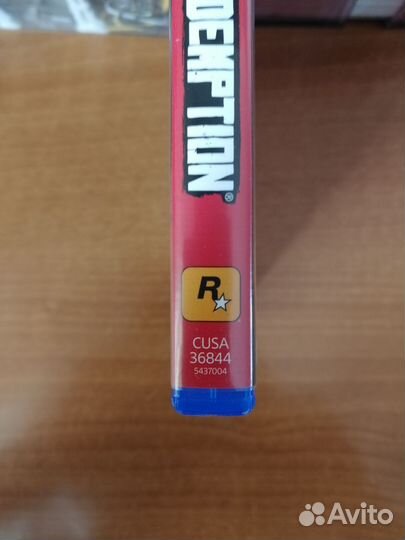 DEMPTION®
R
CUSA
36844
5437004
Avito